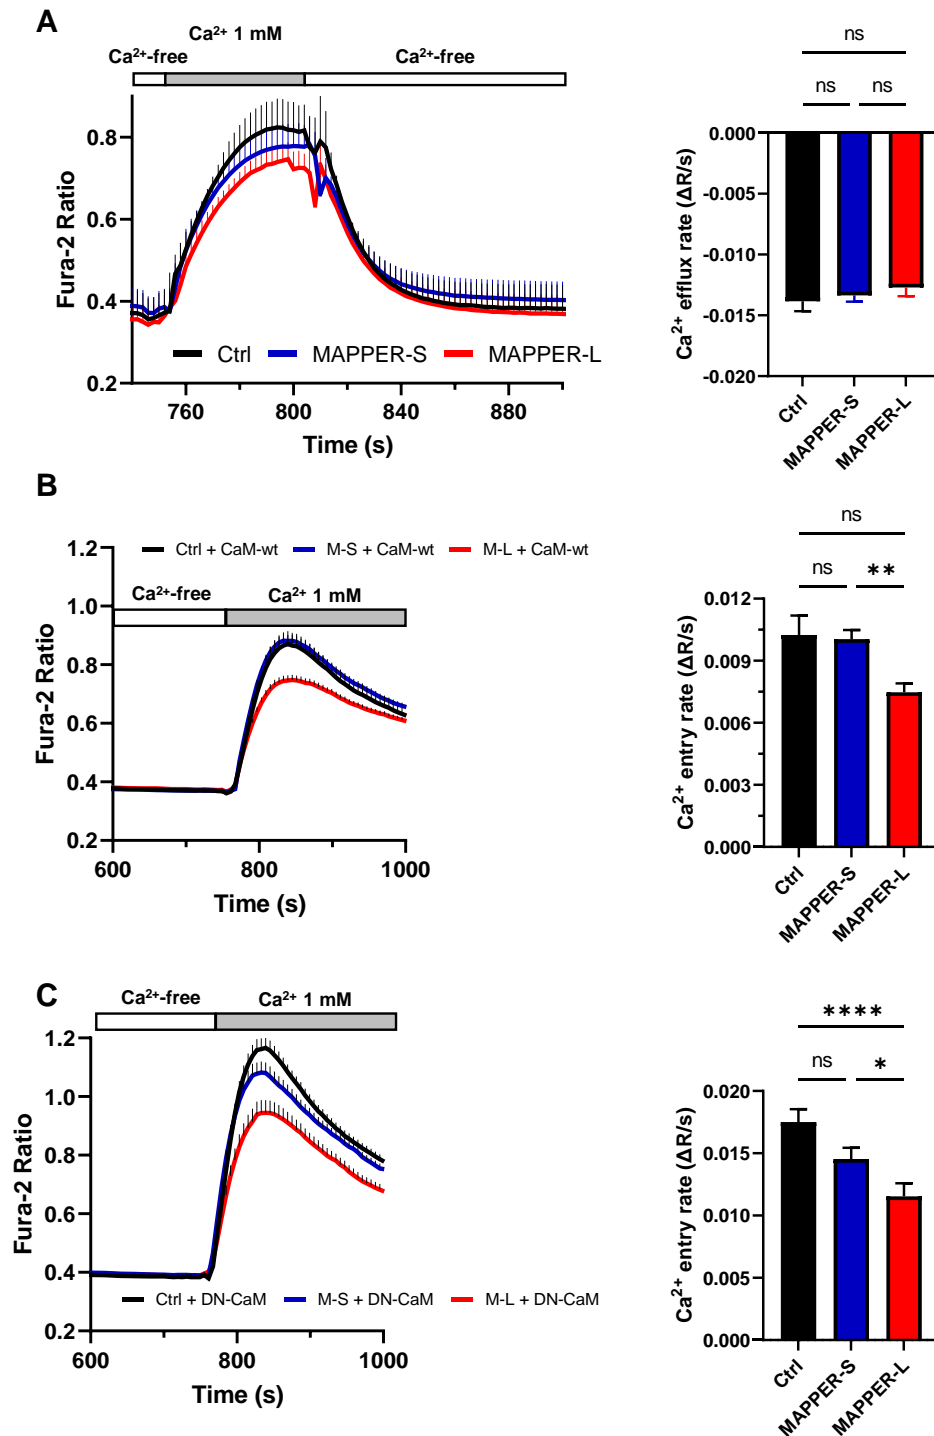 A
Ca²⁺ 1 mM
Ca²⁺-free
Ca²⁺-free
Fura-2 Ratio
0.8
0.6
0.4
0.2
Ctrl MAPPER-S MAPPER-L
760 800 840 880
Time (s)
ns
ns ns
Ca²⁺ efflux rate (ΔR/s)
0.000
-0.005
-0.010
-0.015
-0.020
Ctrl
MAPPER-S
MAPPER-L
B
Ctrl + CaM-wt M-S + CaM-wt M-L + CaM-wt
Ca²⁺-free Ca²⁺ 1 mM
Fura-2 Ratio
1.2
1.0
0.8
0.6
0.4
0.2
600 800 1000
Time (s)
ns
ns **
Ca²⁺ entry rate (ΔR/s)
0.012
0.009
0.006
0.003
0.000
Ctrl
MAPPER-S
MAPPER-L
C
Ca²⁺-free Ca²⁺ 1 mM
Fura-2 Ratio
1.2
1.0
0.8
0.6
0.4
0.2
Ctrl + DN-CaM M-S + DN-CaM M-L + DN-CaM
600 800 1000
Time (s)
****
ns *
Ca²⁺ entry rate (ΔR/s)
0.020
0.015
0.010
0.005
0.000
Ctrl
MAPPER-S
MAPPER-L